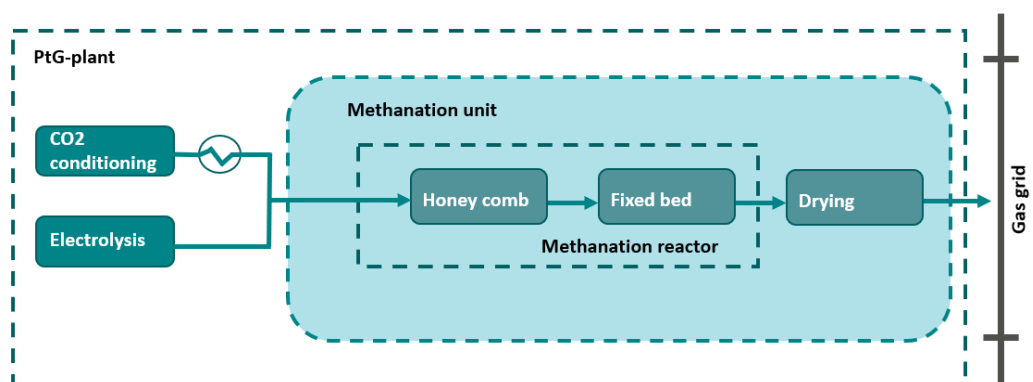 PtG-plant
Methanation unit
CO2
conditioning
Honey comb
Fixed bed
Drying
Electrolysis
Methanation reactor
Gas grid